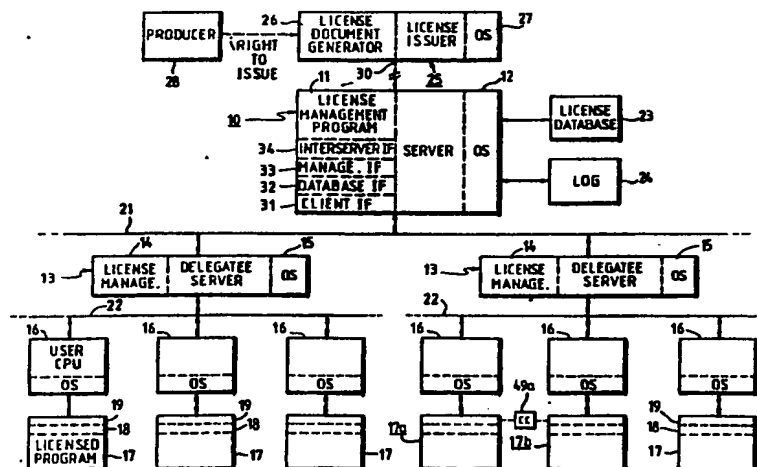 26
27
PRODUCER
LICENSE DOCUMENT GENERATOR
LICENSE ISSUER
OS
RIGHT TO ISSUE
28
30
25
11
12
10
LICENSE MANAGEMENT PROGRAM
SERVER
OS
LICENSE DATABASE
23
34
INTERSERVER IF
33
MANAGE. IF
32
DATABASE IF
31
CLIENT IF
LOG
24
21
14
15
14
15
13
LICENSE MANAGE.
DELEGATEE SERVER
OS
13
LICENSE MANAGE.
DELEGATEE SERVER
OS
22
22
16
16
16
16
16
16
USER CPU
OS
OS
OS
OS
OS
OS
49a
CC
19
18
LICENSED PROGRAM
17
19
18
17
17
17a
17b
19
18
17